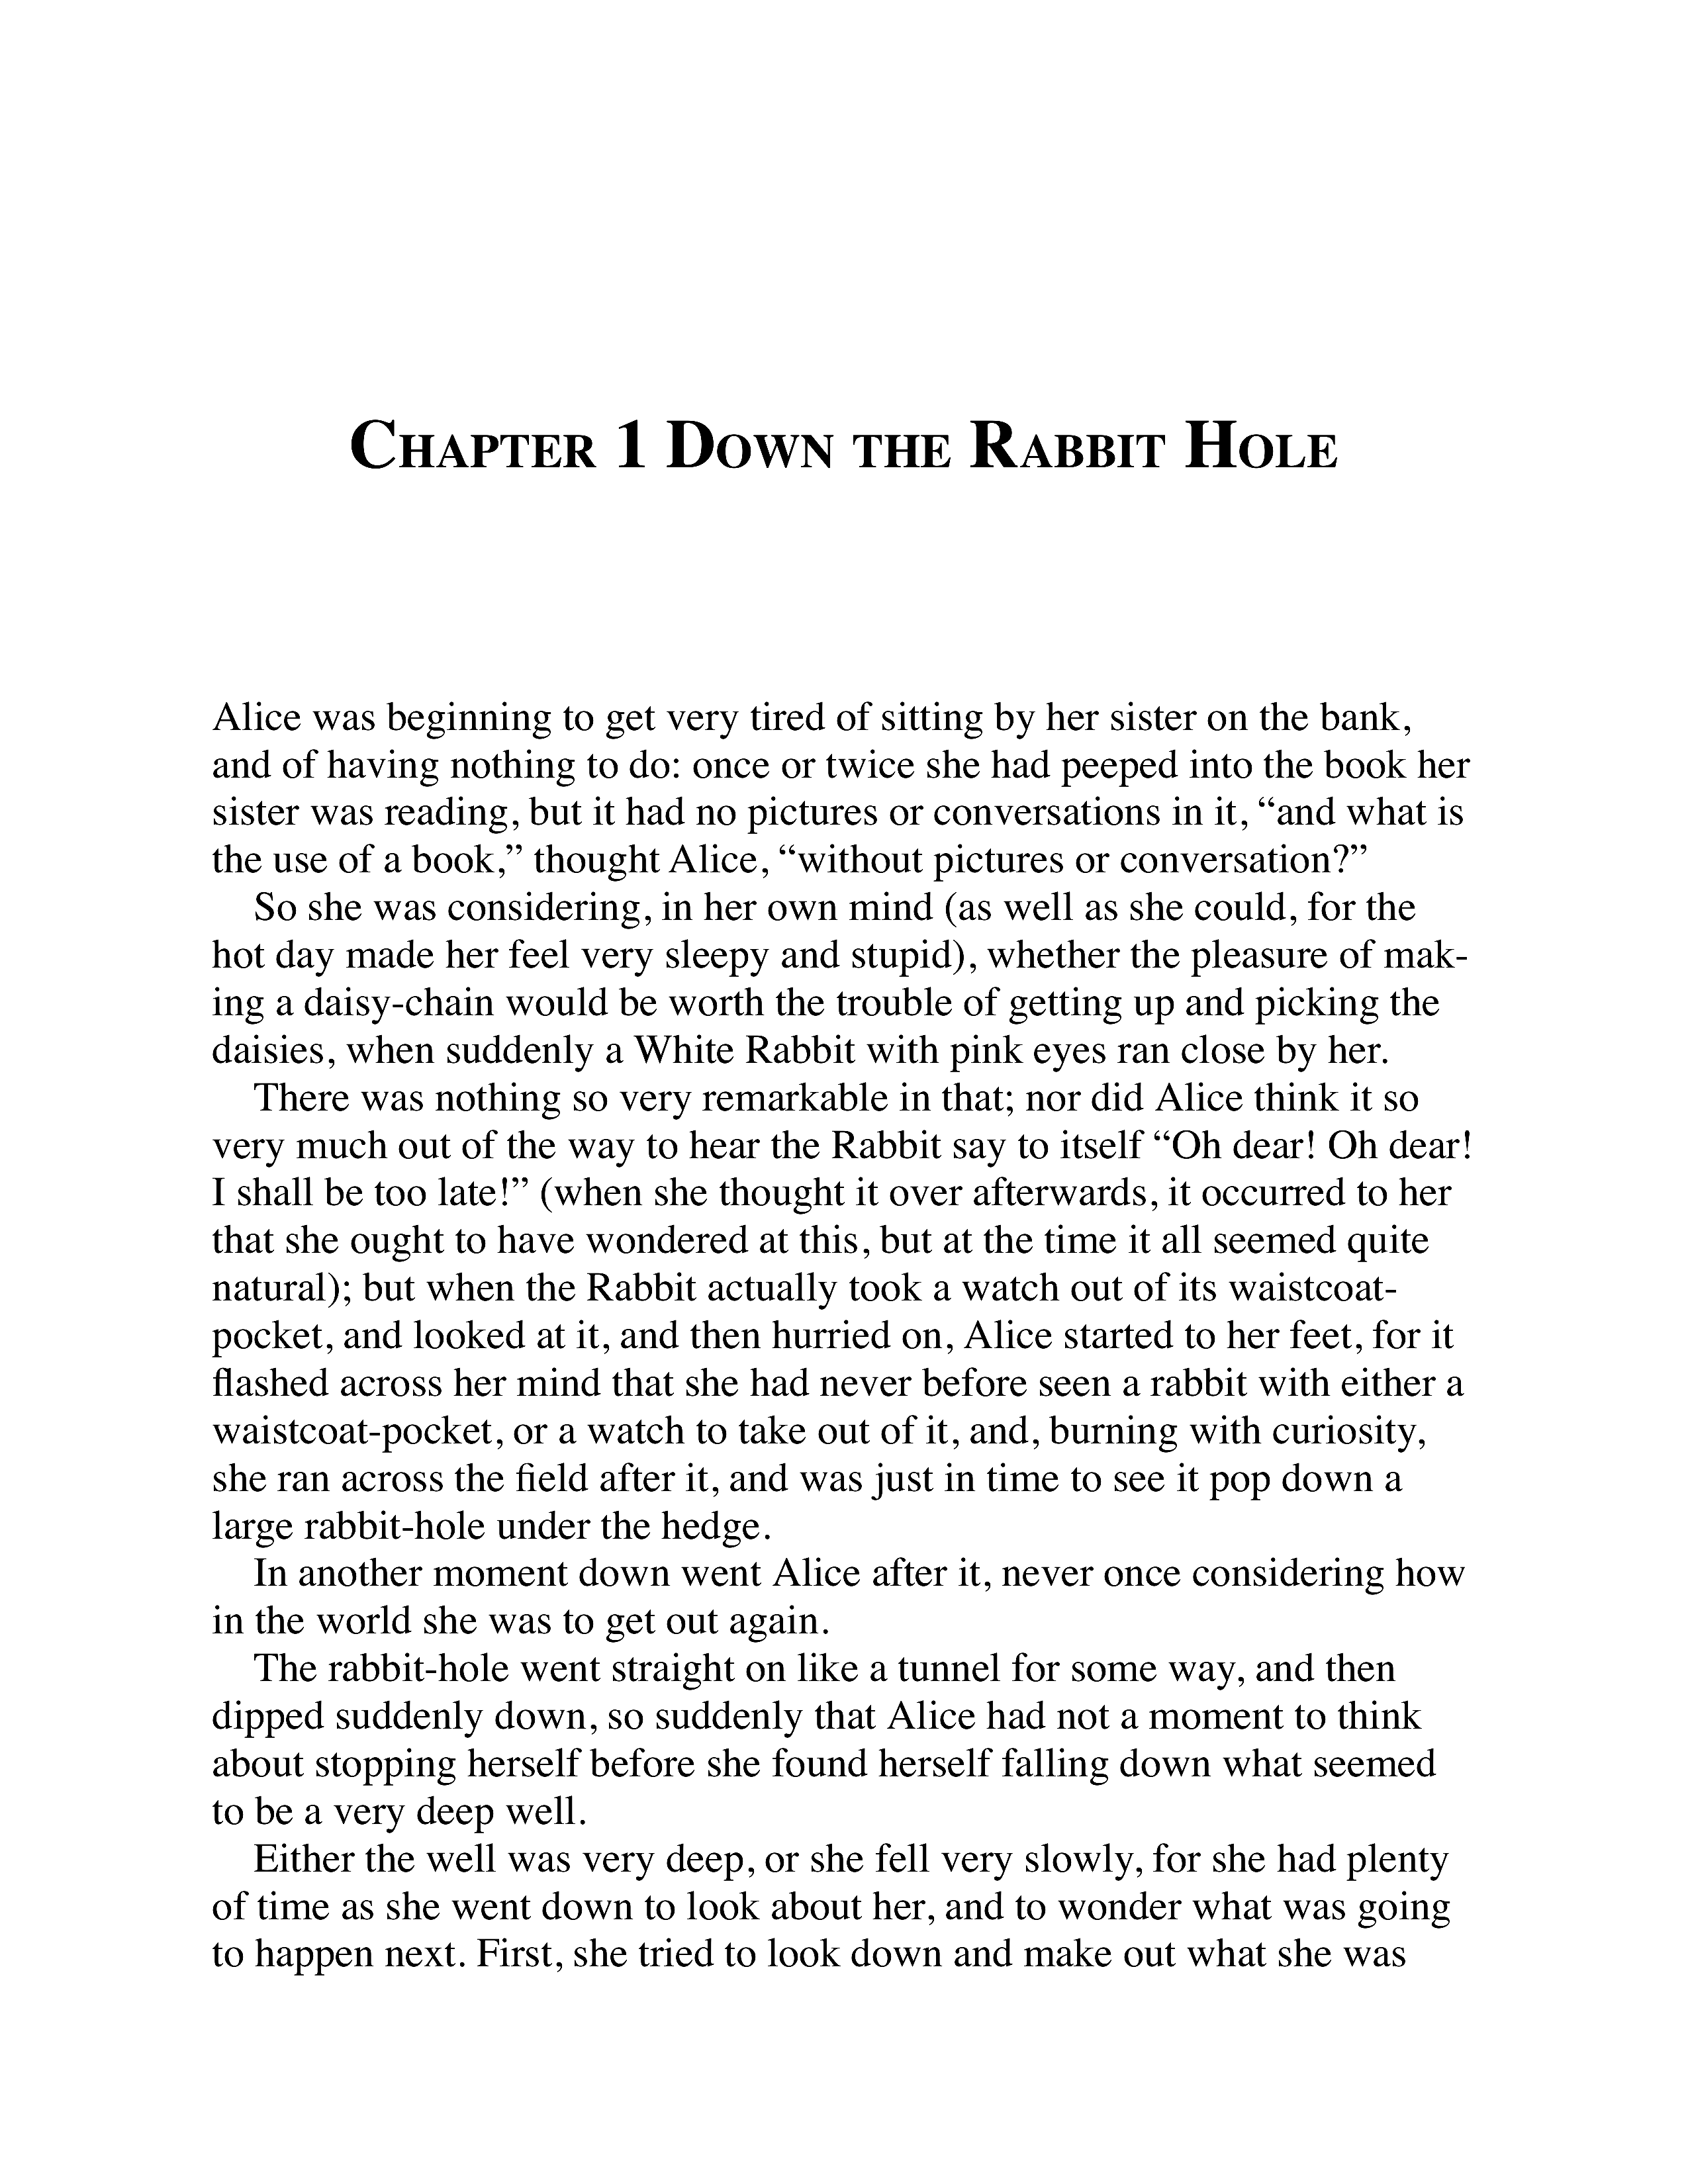 Chapter 1 Down the Rabbit Hole
Alice was beginning to get very tired of sitting by her sister on the bank,
and of having nothing to do: once or twice she had peeped into the book her
sister was reading, but it had no pictures or conversations in it, “and what is
the use of a book,” thought Alice, “without pictures or conversation?”
So she was considering, in her own mind (as well as she could, for the
hot day made her feel very sleepy and stupid), whether the pleasure of mak-
ing a daisy-chain would be worth the trouble of getting up and picking the
daisies, when suddenly a White Rabbit with pink eyes ran close by her.
There was nothing so very remarkable in that; nor did Alice think it so
very much out of the way to hear the Rabbit say to itself “Oh dear! Oh dear!
I shall be too late!” (when she thought it over afterwards, it occurred to her
that she ought to have wondered at this, but at the time it all seemed quite
natural); but when the Rabbit actually took a watch out of its waistcoat-
pocket, and looked at it, and then hurried on, Alice started to her feet, for it
flashed across her mind that she had never before seen a rabbit with either a
waistcoat-pocket, or a watch to take out of it, and, burning with curiosity,
she ran across the field after it, and was just in time to see it pop down a
large rabbit-hole under the hedge.
In another moment down went Alice after it, never once considering how
in the world she was to get out again.
The rabbit-hole went straight on like a tunnel for some way, and then
dipped suddenly down, so suddenly that Alice had not a moment to think
about stopping herself before she found herself falling down what seemed
to be a very deep well.
Either the well was very deep, or she fell very slowly, for she had plenty
of time as she went down to look about her, and to wonder what was going
to happen next. First, she tried to look down and make out what she was